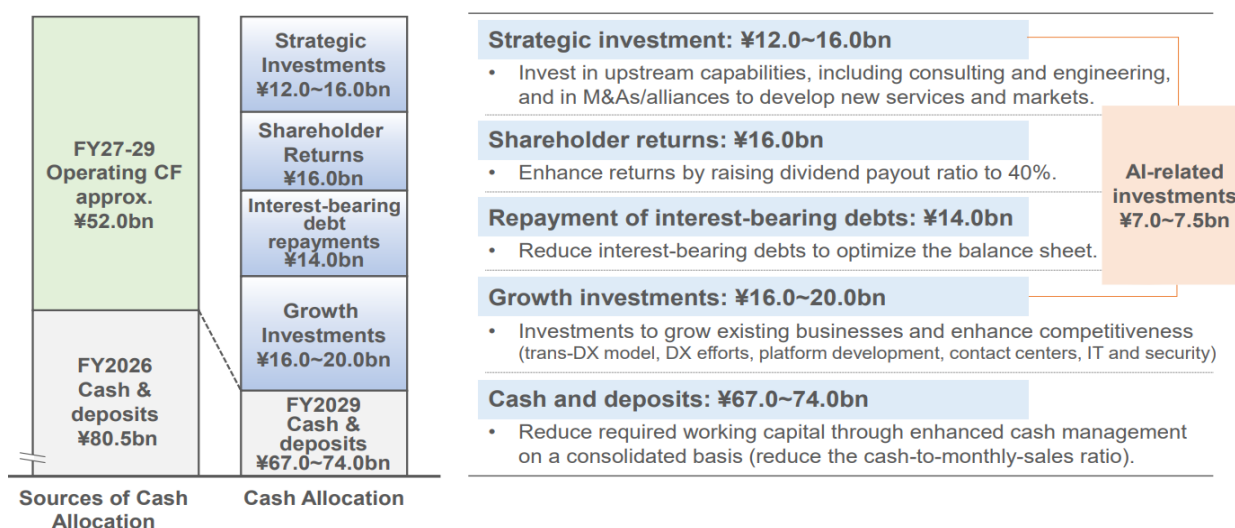 FY27-29
Operating CF
approx.
¥52.0bn
FY2026
Cash &
deposits
¥80.5bn
Sources of Cash
Allocation
Strategic
Investments
¥12.0~16.0bn
Shareholder
Returns
¥16.0bn
Interest-bearing
debt
repayments
¥14.0bn
Growth
Investments
¥16.0~20.0bn
FY2029
Cash &
deposits
¥67.0~74.0bn
Cash Allocation
Strategic investment: ¥12.0~16.0bn
• Invest in upstream capabilities, including consulting and engineering,
and in M&As/alliances to develop new services and markets.
Shareholder returns: ¥16.0bn
• Enhance returns by raising dividend payout ratio to 40%.
Repayment of interest-bearing debts: ¥14.0bn
• Reduce interest-bearing debts to optimize the balance sheet.
Growth investments: ¥16.0~20.0bn
• Investments to grow existing businesses and enhance competitiveness
(trans-DX model, DX efforts, platform development, contact centers, IT and security)
Cash and deposits: ¥67.0~74.0bn
• Reduce required working capital through enhanced cash management
on a consolidated basis (reduce the cash-to-monthly-sales ratio).
AI-related
investments
¥7.0~7.5bn